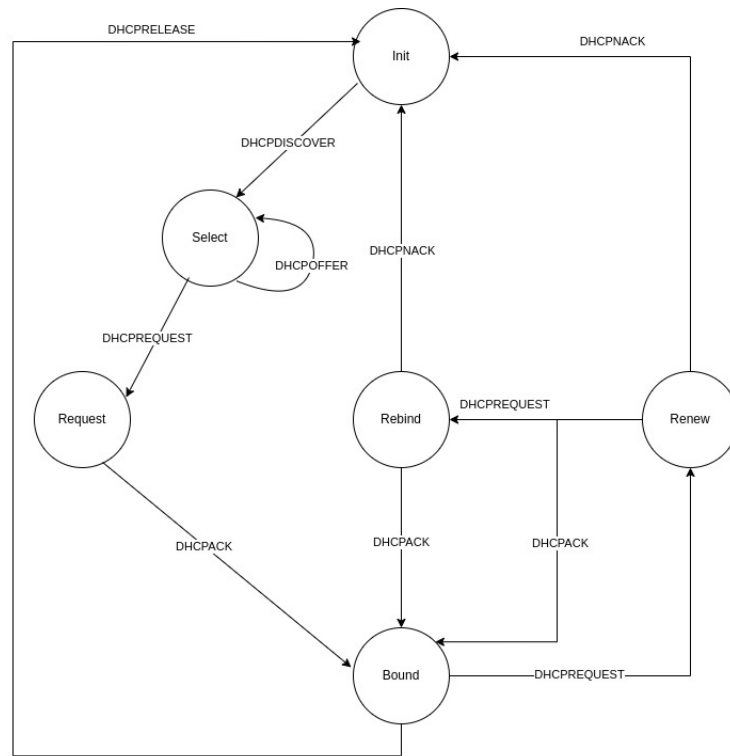 DHCPRELEASE
Init
DHCPNACK
DHCPDISCOVER
Select
DHCPOFFER
DHCPNACK
DHCPREQUEST
Request
Rebind
DHCPREQUEST
Renew
DHCPACK
DHCPACK
DHCPACK
Bound
DHCPREQUEST